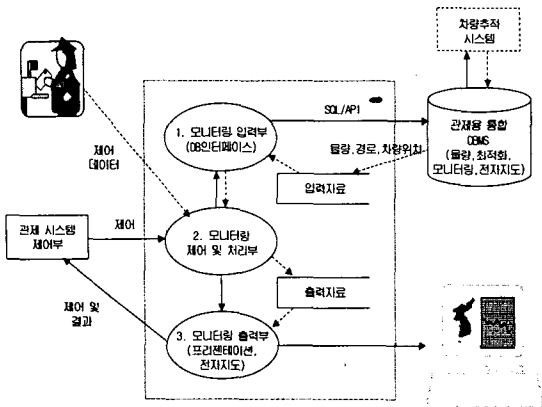 차량추적
시스템
SQL/API
1. 모니터링 입력부
(DB인터페이스)
관제용 통합
DBMS
(물량,최적화,
모니터링,전자지도)
물량,경로,차량위치
제어
데이터
입력자료
관제 시스템
제어부
제어
2. 모니터링
제어 및 처리부
출력자료
제어 및
결과
3. 모니터링 출력부
(프리젠테이션,
전자지도)